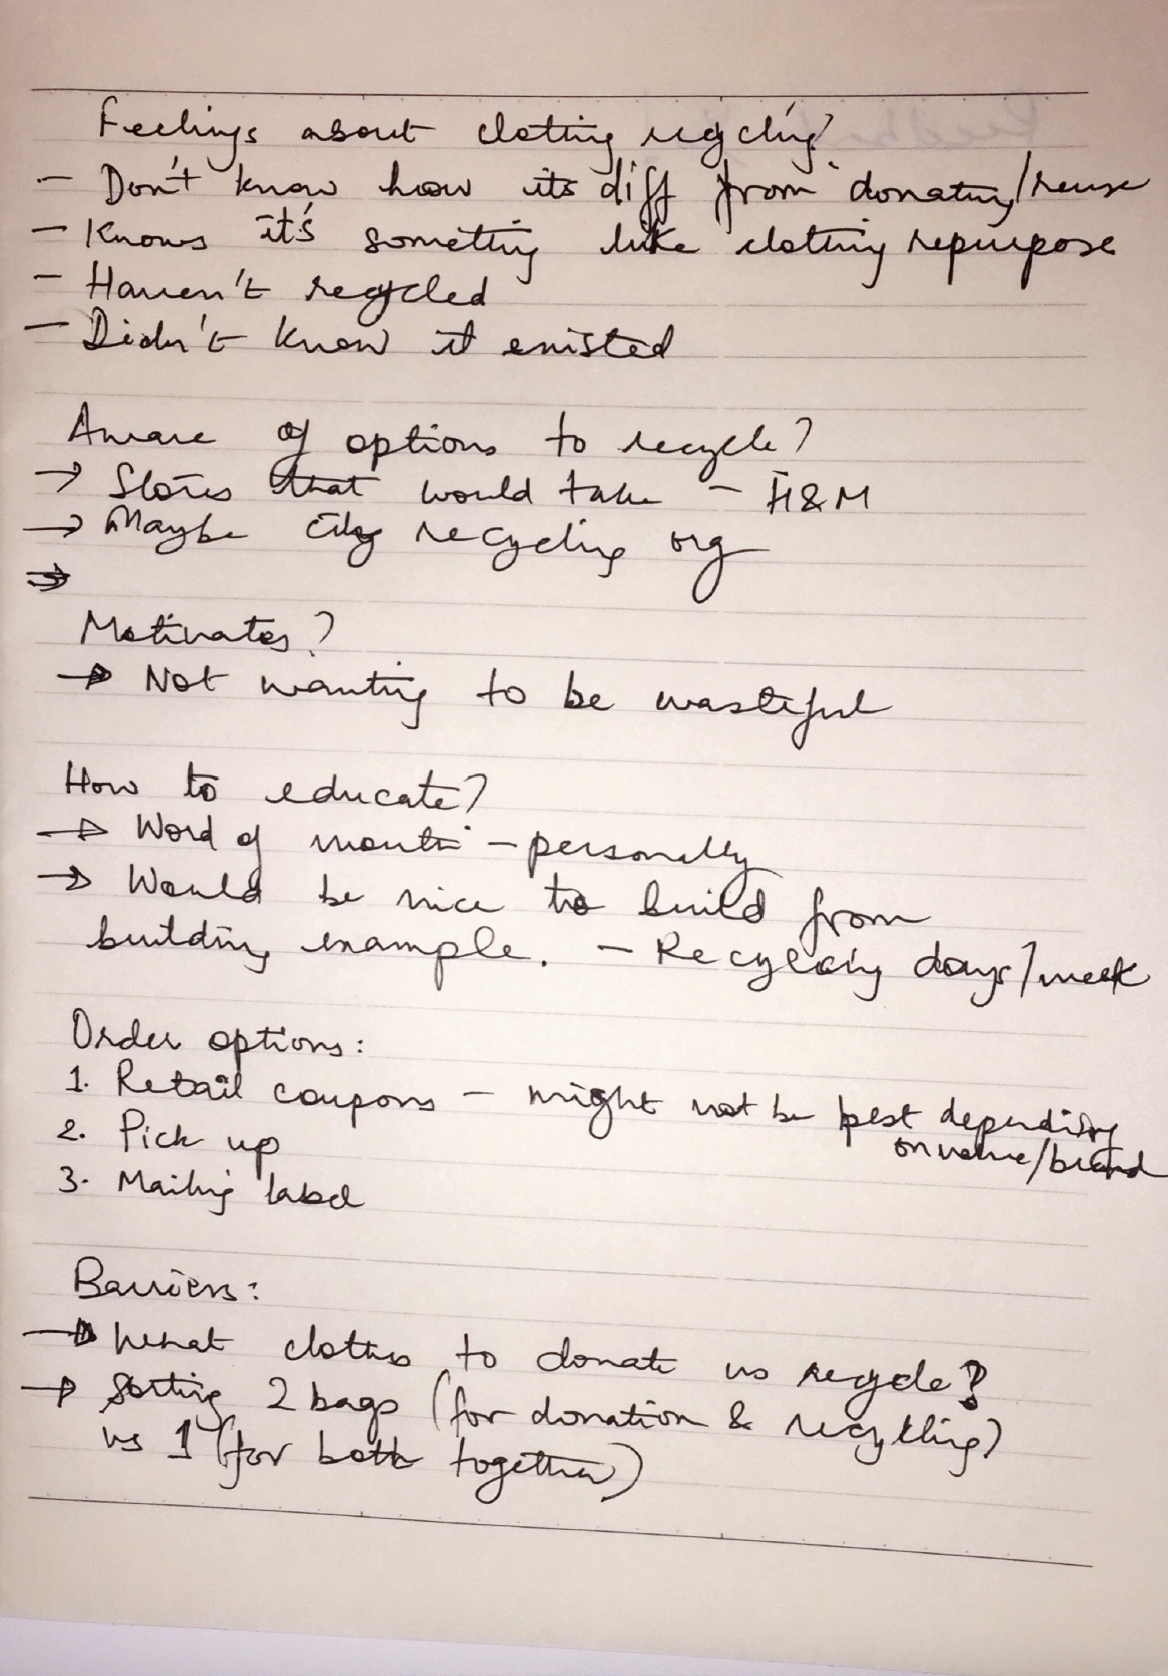 Feelings about clothing recycling?
- Don't know how its diff from donating/reuse
- Knows it's something like clothing repurpose
- Haven't recycled
- Didn't know it existed
Aware of options to recycle?
→ Stores that would take - H&M
→ Maybe city recycling org
→
Motivates?
→ Not wanting to be wasteful
How to educate?
→ Word of mouth - personally
→ Would be nice to build from
building example. - Recycling days/week
Order options:
1. Retail coupons - might not be best depending
on value/brand
2. Pick up
3. Mailing label
Barriers:
→ What clothes to donate vs recycle?
→ Sorting 2 bags (for donation & recycling)
vs 1 (for both together)